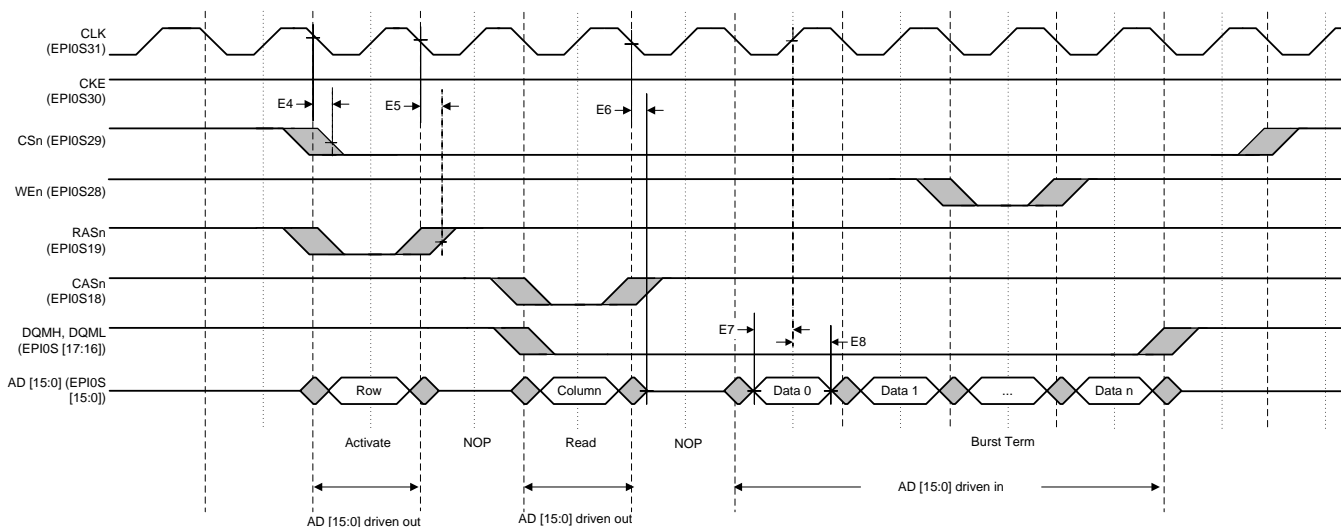 CLK
(EPI0S31)
CKE
(EPI0S30)
E4
E5
E6
CSn (EPI0S29)
WEn (EPI0S28)
RASn
(EPI0S19)
CASn
(EPI0S18)
DQMH, DQML
(EPI0S [17:16])
E7
E8
AD [15:0] (EPI0S
[15:0])
Row
Column
Data 0
Data 1
...
Data n
Activate
NOP
Read
NOP
Burst Term
AD [15:0] driven in
AD [15:0] driven out
AD [15:0] driven out